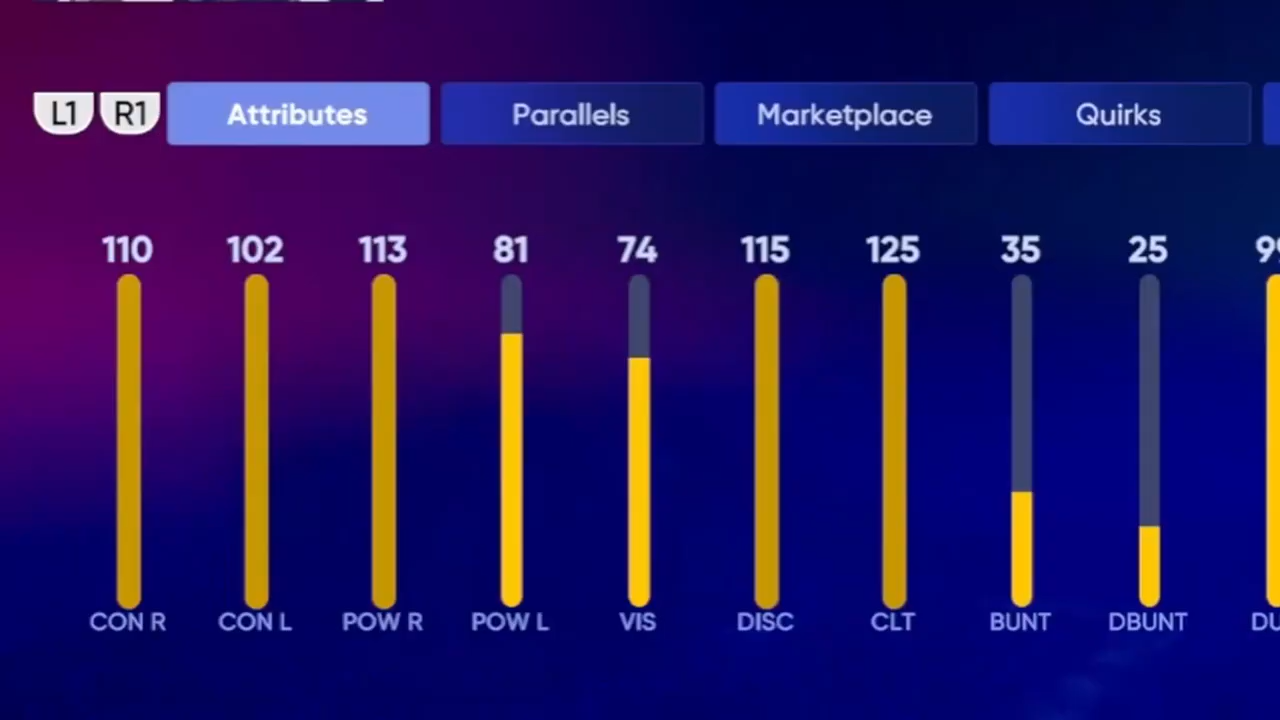 L1 R1 Attributes Parallels Marketplace Quirks
110 102 113 81 74 115 125 35 25
CON R CON L POW R POW L VIS DISC CLT BUNT DBUNT